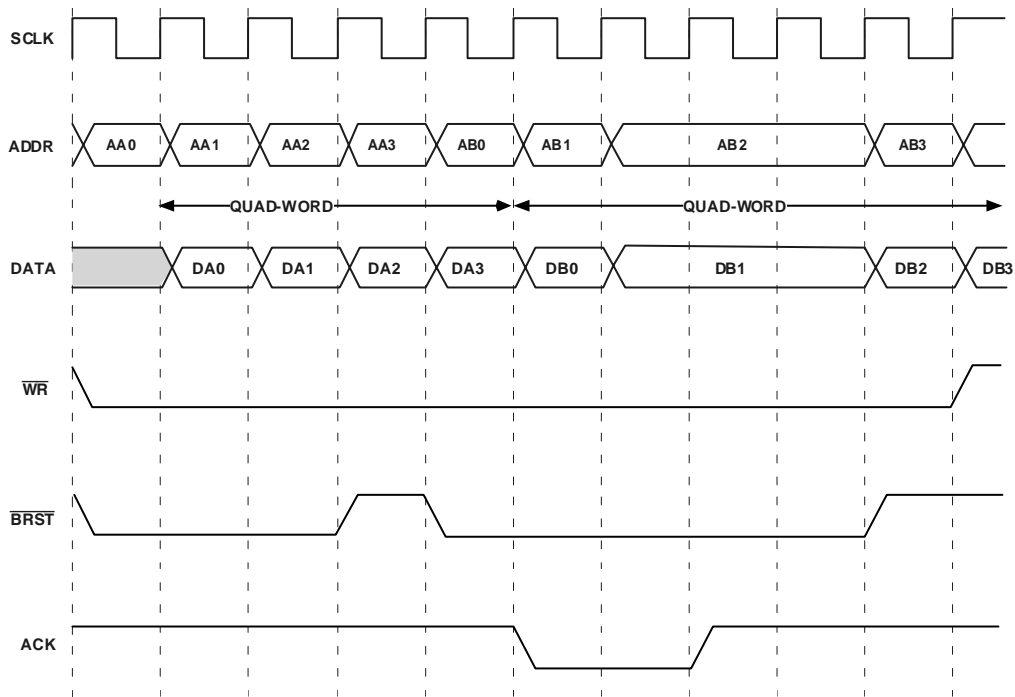 SCLK
ADDR AA0 AA1 AA2 AA3 AB0 AB1 AB2 AB3
QUAD-WORD QUAD-WORD
DATA DA0 DA1 DA2 DA3 DB0 DB1 DB2 DB3
WR
BRST
ACK